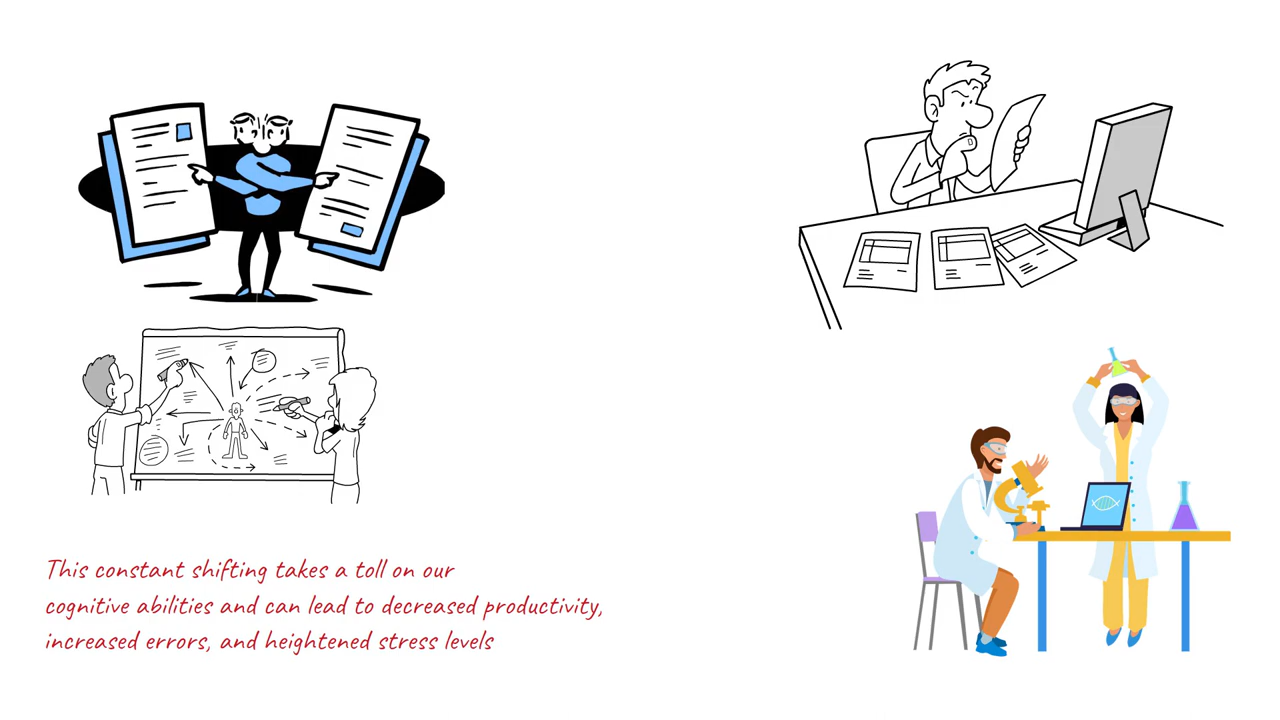 This constant shifting takes a toll on our
cognitive abilities and can lead to decreased productivity,
increased errors, and heightened stress levels